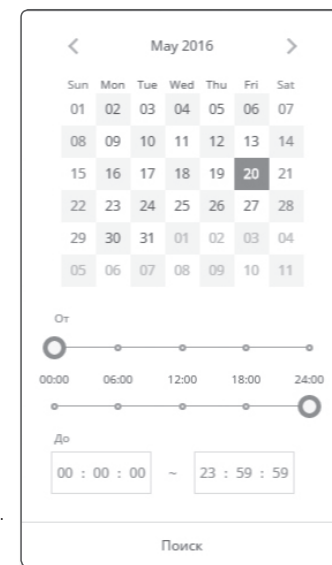 May 2016
Sun Mon Tue Wed Thu Fri Sat
01 02 03 04 05 06 07
08 09 10 11 12 13 14
15 16 17 18 19 20 21
22 23 24 25 26 27 28
29 30 31 01 02 03 04
05 06 07 08 09 10 11
От
00:00 06:00 12:00 18:00 24:00
До
00 : 00 : 00 ~ 23 : 59 : 59
.
Поиск